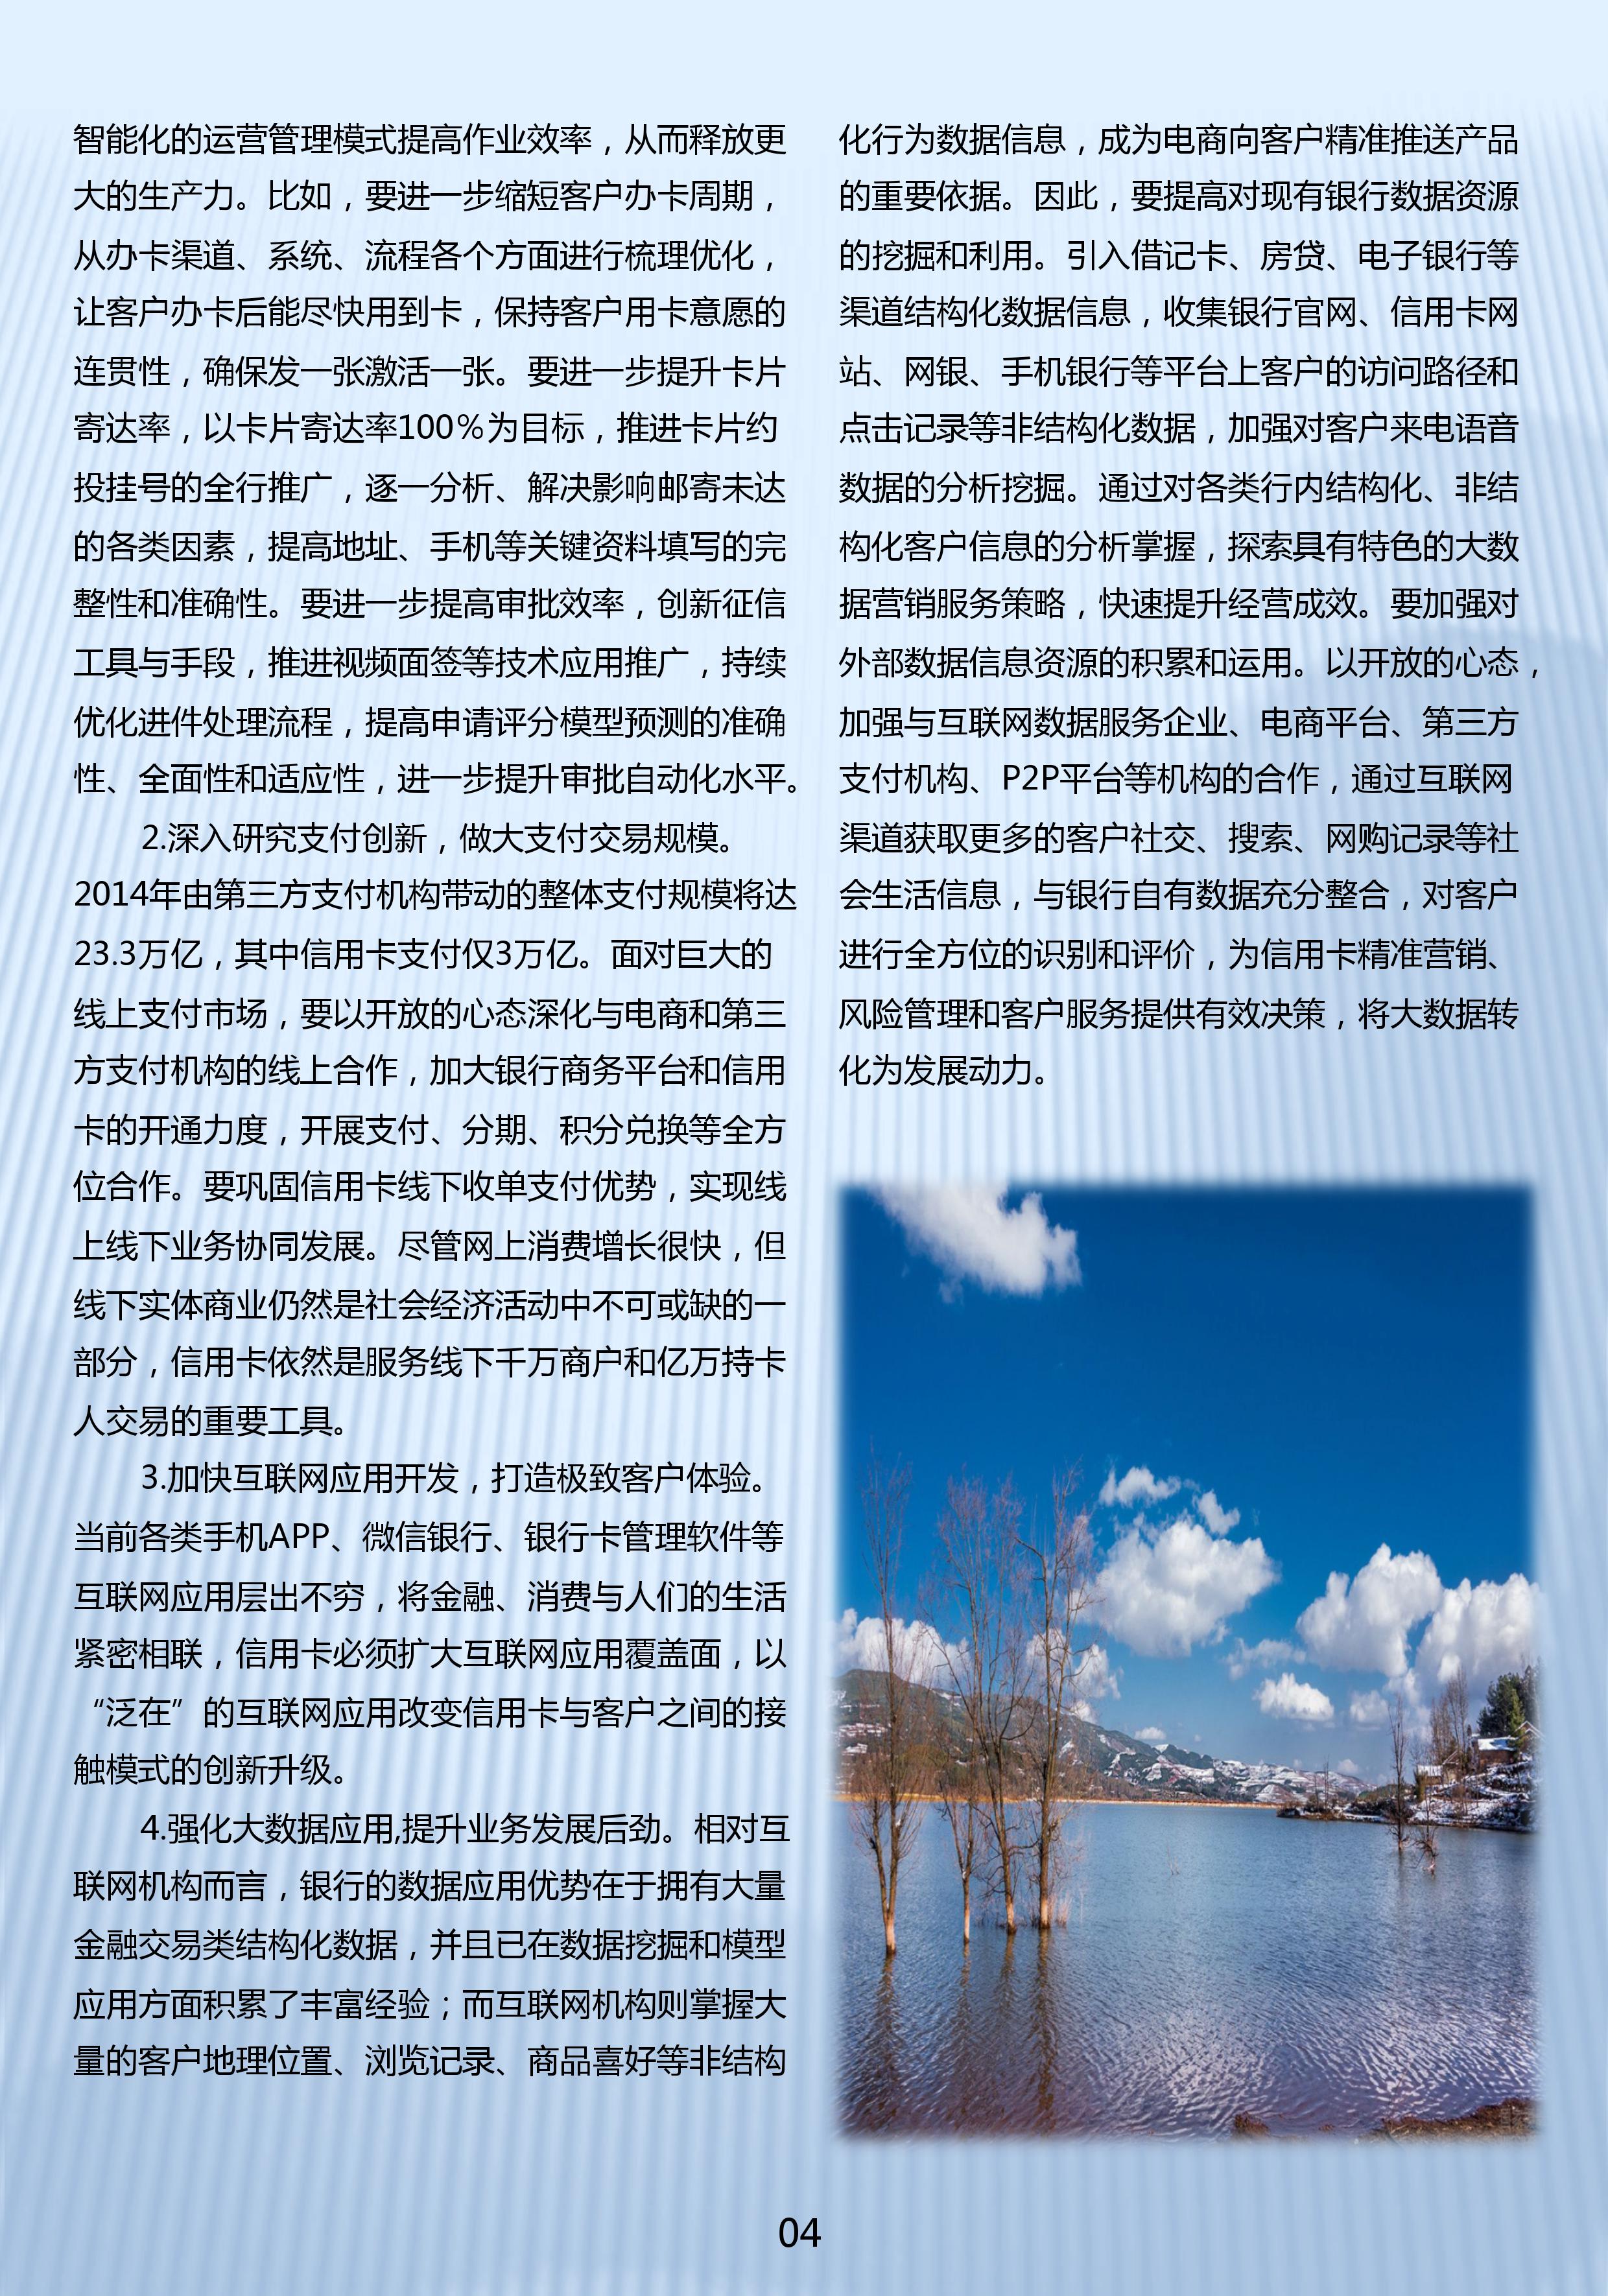 智能化的运营管理模式提高作业效率，从而释放更
大的生产力。比如，要进一步缩短客户办卡周期，
从办卡渠道、系统、流程各个方面进行梳理优化，
让客户办卡后能尽快用到卡，保持客户用卡意愿的
连贯性，确保发一张激活一张。要进一步提升卡片
寄达率，以卡片寄达率100%为目标，推进卡片约
投挂号的全行推广，逐一分析、解决影响邮寄未达
的各类因素，提高地址、手机等关键资料填写的完
整性和准确性。要进一步提高审批效率，创新征信
工具与手段，推进视频面签等技术应用推广，持续
优化进件处理流程，提高申请评分模型预测的准确
性、全面性和适应性，进一步提升审批自动化水平。
2.深入研究支付创新，做大支付交易规模。
2014年由第三方支付机构带动的整体支付规模将达
23.3万亿，其中信用卡支付仅3万亿。面对巨大的
线上支付市场，要以开放的心态深化与电商和第三
方支付机构的线上合作，加大银行商务平台和信用
卡的开通力度，开展支付、分期、积分兑换等全方
位合作。要巩固信用卡线下收单支付优势，实现线
上线下业务协同发展。尽管网上消费增长很快，但
线下实体商业仍然是社会经济活动中不可或缺的一
部分，信用卡依然是服务线下千万商户和亿万持卡
人交易的重要工具。
3.加快互联网应用开发，打造极致客户体验。
当前各类手机APP、微信银行、银行卡管理软件等
互联网应用层出不穷，将金融、消费与人们的生活
紧密相联，信用卡必须扩大互联网应用覆盖面，以
“泛在”的互联网应用改变信用卡与客户之间的接
触模式的创新升级。
4.强化大数据应用,提升业务发展后劲。相对互
联网机构而言，银行的数据应用优势在于拥有大量
金融交易类结构化数据，并且已在数据挖掘和模型
应用方面积累了丰富经验；而互联网机构则掌握大
量的客户地理位置、浏览记录、商品喜好等非结构
化行为数据信息，成为电商向客户精准推送产品
的重要依据。因此，要提高对现有银行数据资源
的挖掘和利用。引入借记卡、房贷、电子银行等
渠道结构化数据信息，收集银行官网、信用卡网
站、网银、手机银行等平台上客户的访问路径和
点击记录等非结构化数据，加强对客户来电语音
数据的分析挖掘。通过对各类行内结构化、非结
构化客户信息的分析掌握，探索具有特色的大数
据营销服务策略，快速提升经营成效。要加强对
外部数据信息资源的积累和运用。以开放的心态，
加强与互联网数据服务企业、电商平台、第三方
支付机构、P2P平台等机构的合作，通过互联网
渠道获取更多的客户社交、搜索、网购记录等社
会生活信息，与银行自有数据充分整合，对客户
进行全方位的识别和评价，为信用卡精准营销、
风险管理和客户服务提供有效决策，将大数据转
化为发展动力。
04